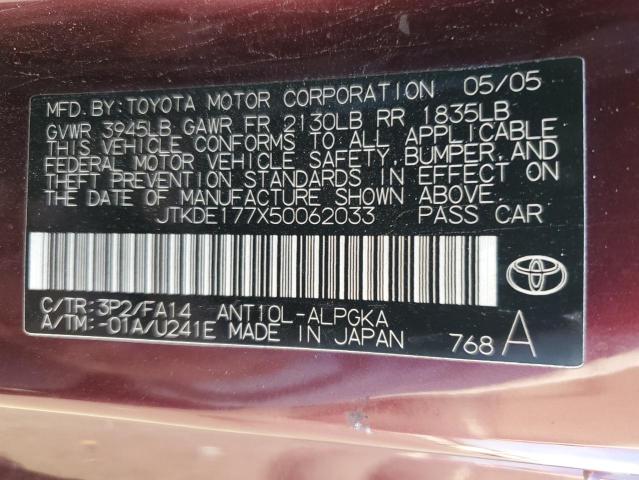 MFD.BY:TOYOTA MOTOR CORPORATION 05/05
GVWR 3945LB GAWR FR 2130LB RR 1835LB
THIS VEHICLE CONFORMS TO ALL APPLICABLE
FEDERAL MOTOR VEHICLE SAFETY,BUMPER,AND
THEFT PREVENTION STANDARDS IN EFFECT ON
THE DATE OF MANUFACTURE SHOWN ABOVE.
JTKDE177X50062033 PASS CAR
C/TR:3P2/FA14 ANT10L-ALPGKA
A/TM:-01A/U241E MADE IN JAPAN 768 A